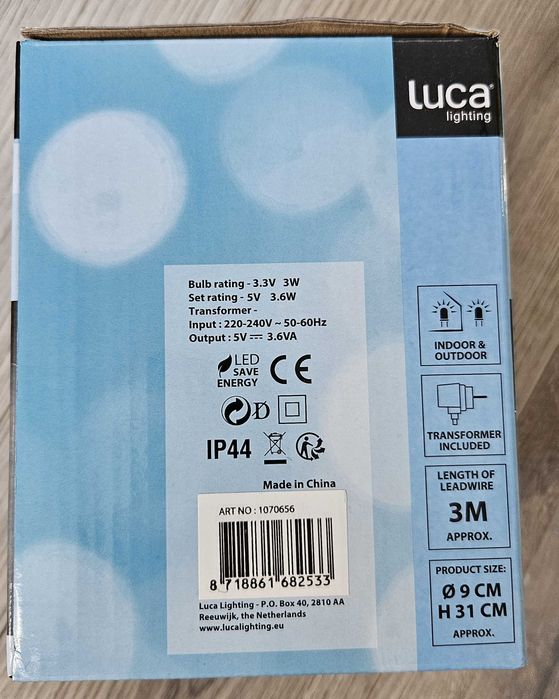 luca
lighting
Bulb rating - 3.3V 3W
Set rating - 5V 3.6W
Transformer -
Input : 220-240V ~ 50-60Hz
Output : 5V ⎓ 3.6VA
LED
SAVE
ENERGY
CE
IP44
Made in China
ART NO : 1070656
8 718861 682533
Luca Lighting - P.O. Box 40, 2810 AA
Reeuwijk, the Netherlands
www.lucalighting.eu
INDOOR &
OUTDOOR
TRANSFORMER
INCLUDED
LENGTH OF
LEADWIRE
3M
APPROX.
PRODUCT SIZE:
Ø 9 CM
H 31 CM
APPROX.